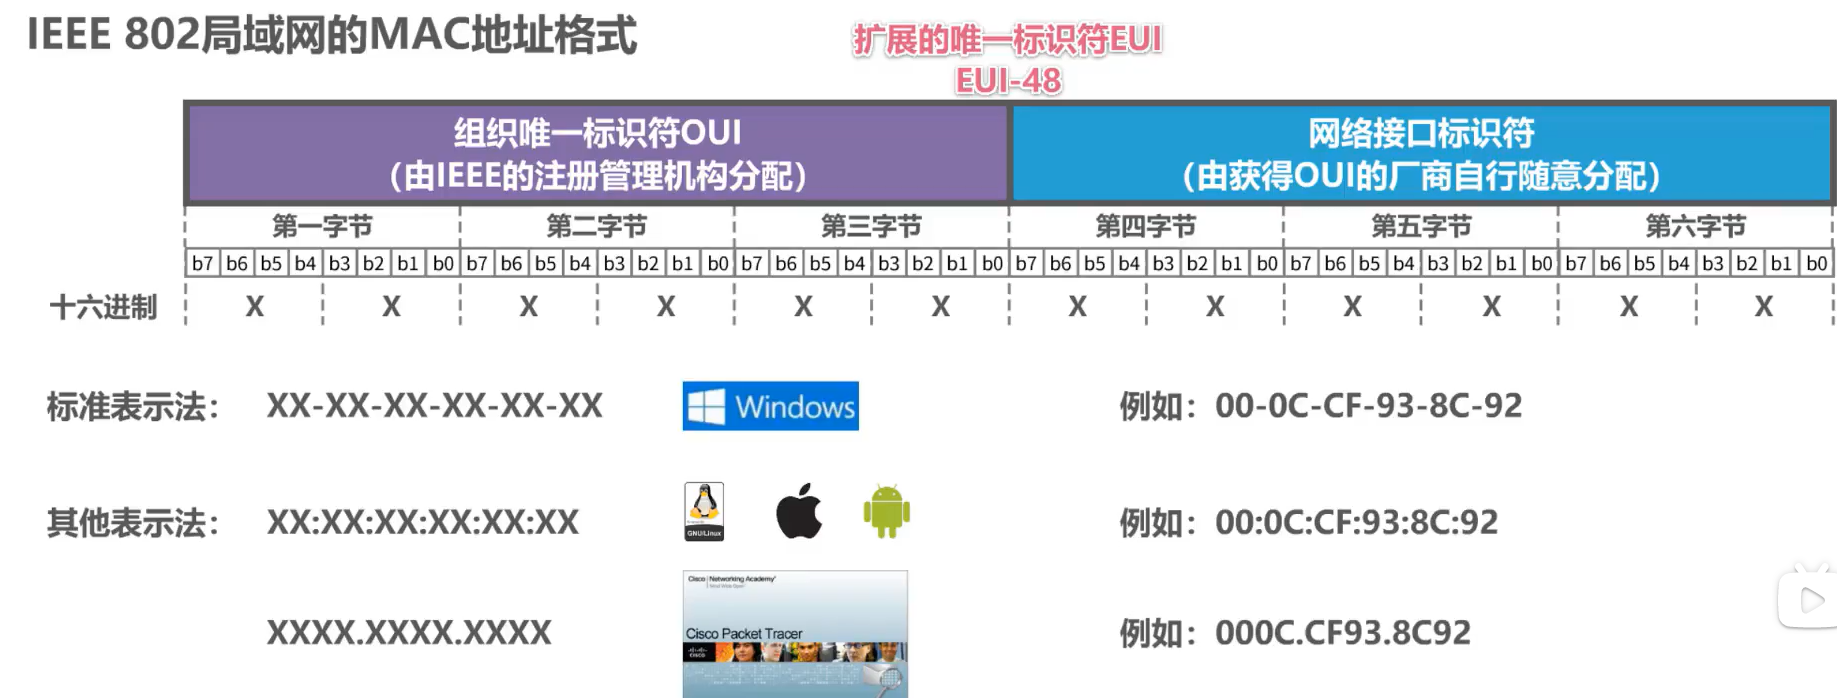 IEEE 802局域网的MAC地址格式
扩展的唯一标识符EUI
EUI-48
组织唯一标识符OUI
（由IEEE的注册管理机构分配）
网络接口标识符
（由获得OUI的厂商自行随意分配）
第一字节 第二字节 第三字节 第四字节 第五字节 第六字节
b7 b6 b5 b4 b3 b2 b1 b0 b7 b6 b5 b4 b3 b2 b1 b0 b7 b6 b5 b4 b3 b2 b1 b0 b7 b6 b5 b4 b3 b2 b1 b0 b7 b6 b5 b4 b3 b2 b1 b0 b7 b6 b5 b4 b3 b2 b1 b0
十六进制 X X X X X X X X X X X X
标准表示法： XX-XX-XX-XX-XX-XX Windows 例如：00-0C-CF-93-8C-92
其他表示法： XX:XX:XX:XX:XX:XX GNU/Linux 例如：00:0C:CF:93:8C:92
Cisco Networking Academy
Cisco Packet Tracer
CISCO
XXXX.XXXX.XXXX 例如：000C.CF93.8C92